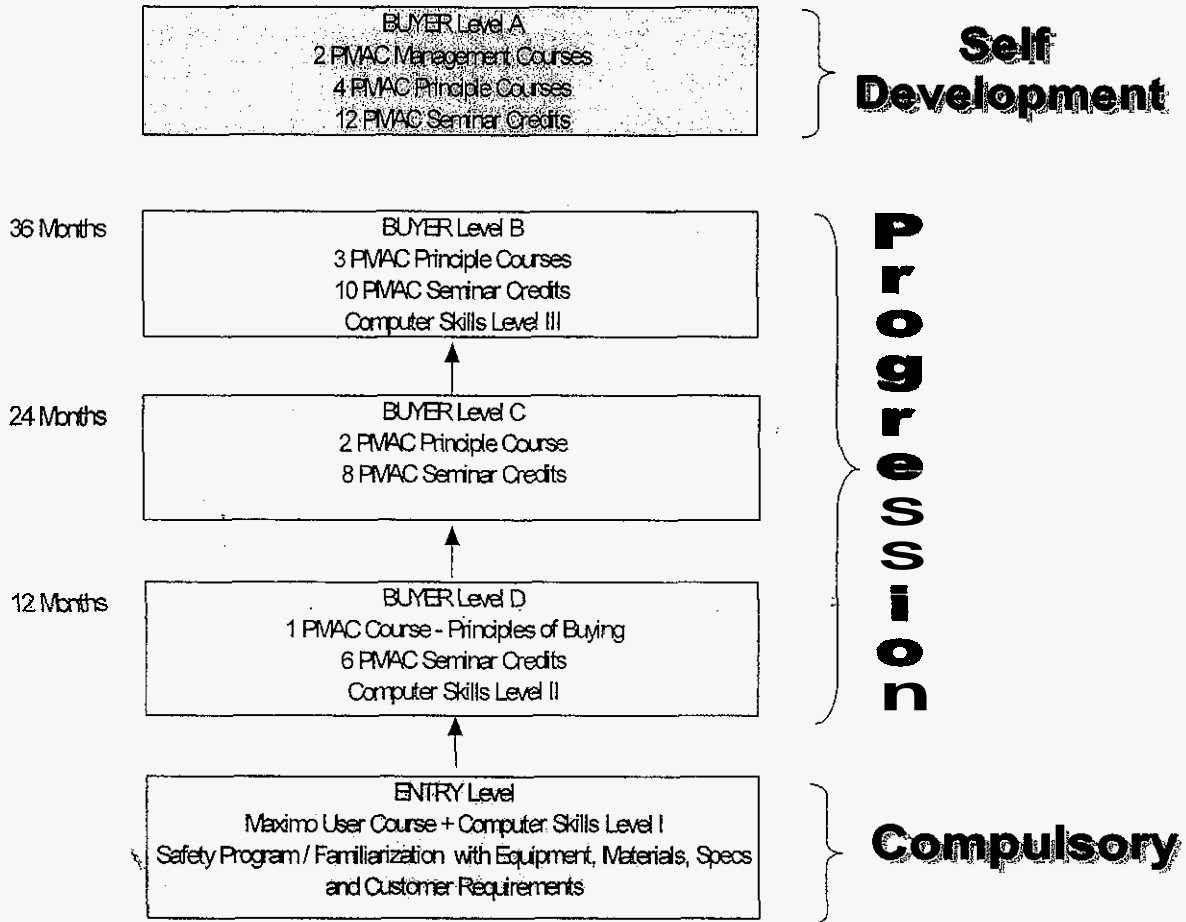 BUYER Level A
2 PMAC Management Courses
4 PMAC Principle Courses
12 PMAC Seminar Credits
Self
Development
36 Months
BUYER Level B
3 PMAC Principle Courses
10 PMAC Seminar Credits
Computer Skills Level III
24 Months
BUYER Level C
2 PMAC Principle Course
8 PMAC Seminar Credits
12 Months
BUYER Level D
1 PMAC Course - Principles of Buying
6 PMAC Seminar Credits
Computer Skills Level II
Progression
ENTRY Level
Maximo User Course + Computer Skills Level I
Safety Program / Familiarization with Equipment, Materials, Specs
and Customer Requirements
Compulsory